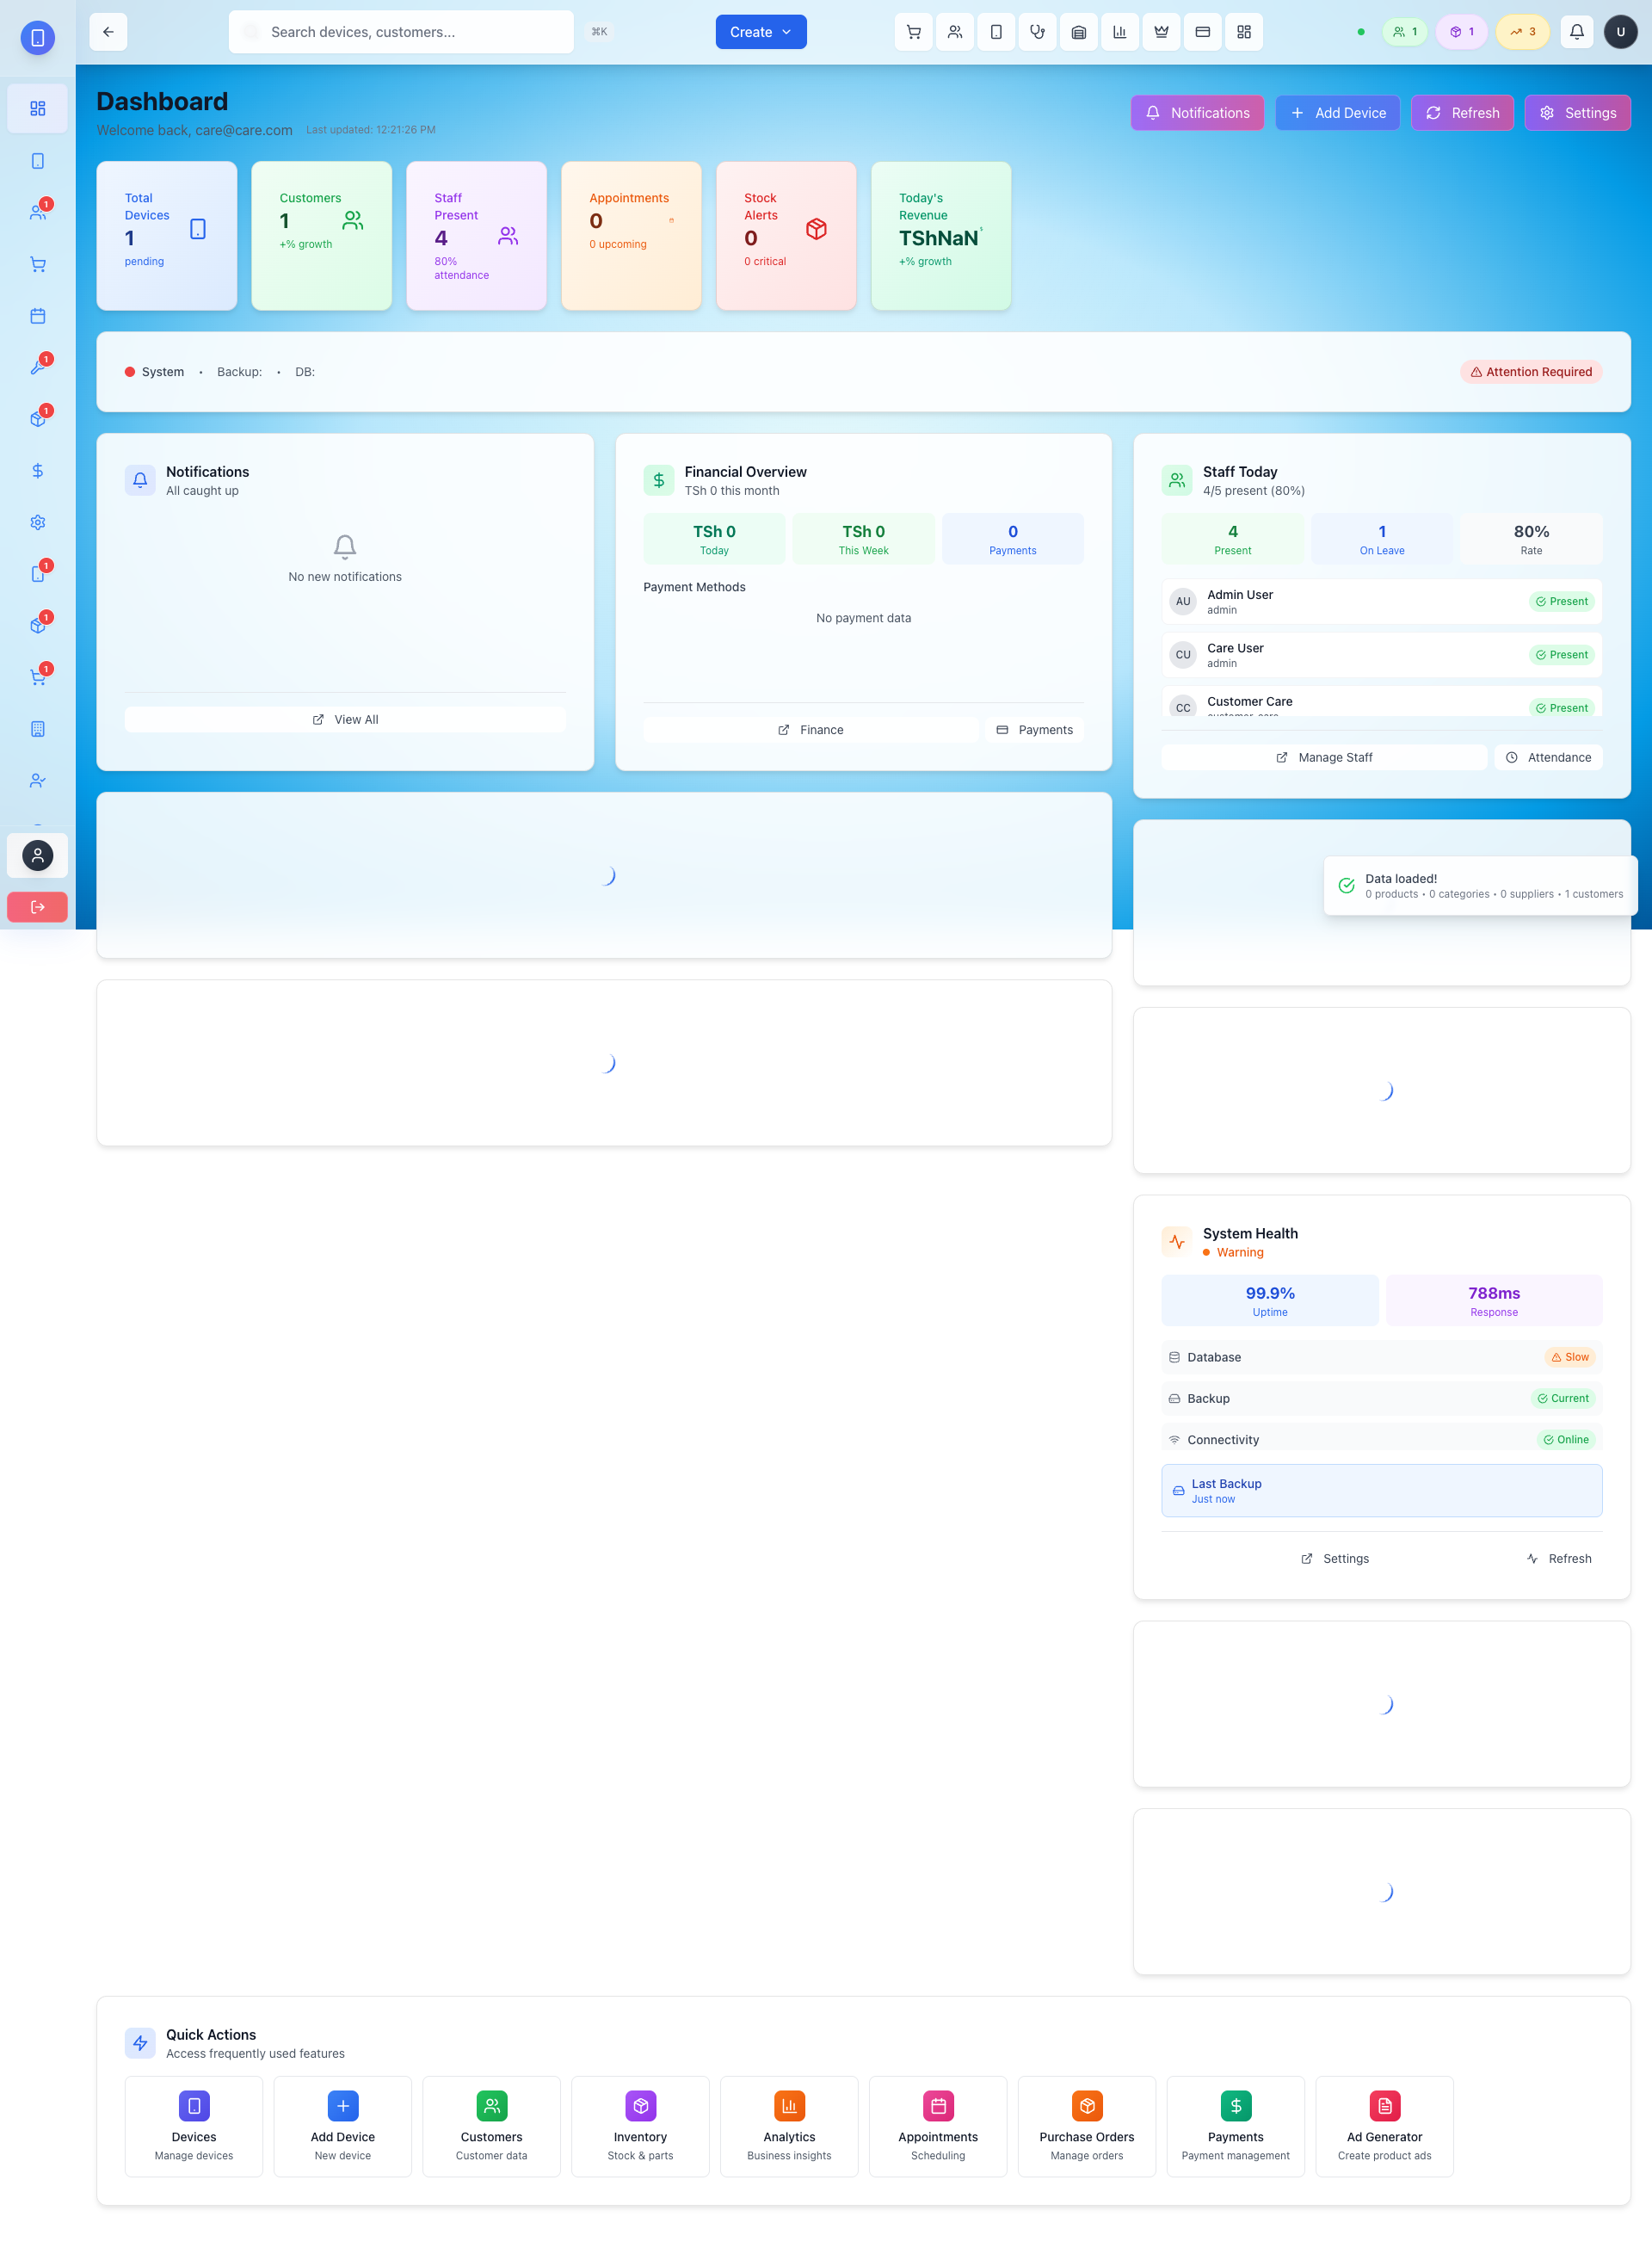 Search devices, customers...
⌘K
Create
1
1
3
U
Dashboard
Welcome back, care@care.com
Last updated: 12:21:26 PM
Notifications
Add Device
Refresh
Settings
1
1
1
1
1
1
Total
Devices
1
pending
Customers
1
+% growth
Staff
Present
4
80%
attendance
Appointments
0
0 upcoming
Stock
Alerts
0
0 critical
Today's
Revenue
TShNaN
+% growth
System • Backup: • DB:
Attention Required
Notifications
All caught up
No new notifications
View All
Financial Overview
TSh 0 this month
TSh 0
Today
TSh 0
This Week
0
Payments
Payment Methods
No payment data
Finance
Payments
Staff Today
4/5 present (80%)
4
Present
1
On Leave
80%
Rate
AU
Admin User
admin
Present
CU
Care User
admin
Present
CC
Customer Care
Present
Manage Staff
Attendance
Data loaded!
0 products • 0 categories • 0 suppliers • 1 customers
System Health
Warning
99.9%
Uptime
788ms
Response
Database
Slow
Backup
Current
Connectivity
Online
Last Backup
Just now
Settings
Refresh
Quick Actions
Access frequently used features
Devices
Manage devices
Add Device
New device
Customers
Customer data
Inventory
Stock & parts
Analytics
Business insights
Appointments
Scheduling
Purchase Orders
Manage orders
Payments
Payment management
Ad Generator
Create product ads